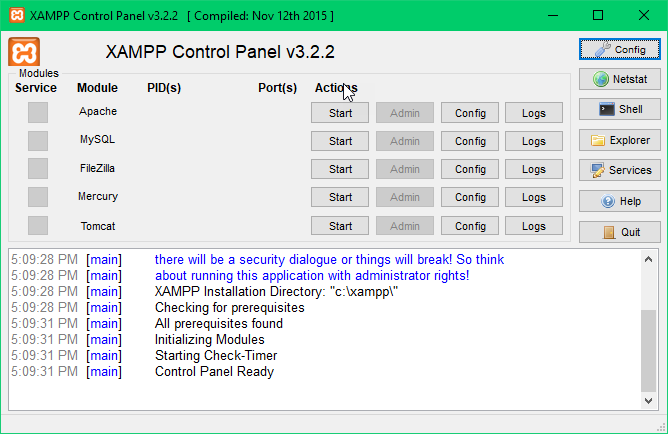 XAMPP Control Panel v3.2.2 [ Compiled: Nov 12th 2015 ]
XAMPP Control Panel v3.2.2
Config
Modules
Service Module PID(s) Port(s) Actions
Netstat
Apache Start Admin Config Logs
Shell
MySQL Start Admin Config Logs
Explorer
FileZilla Start Admin Config Logs
Services
Mercury Start Admin Config Logs
Help
Tomcat Start Admin Config Logs
Quit
5:09:28 PM [main] there will be a security dialogue or things will break! So think
5:09:28 PM [main] about running this application with administrator rights!
5:09:28 PM [main] XAMPP Installation Directory: "c:\xampp\"
5:09:28 PM [main] Checking for prerequisites
5:09:31 PM [main] All prerequisites found
5:09:31 PM [main] Initializing Modules
5:09:31 PM [main] Starting Check-Timer
5:09:31 PM [main] Control Panel Ready